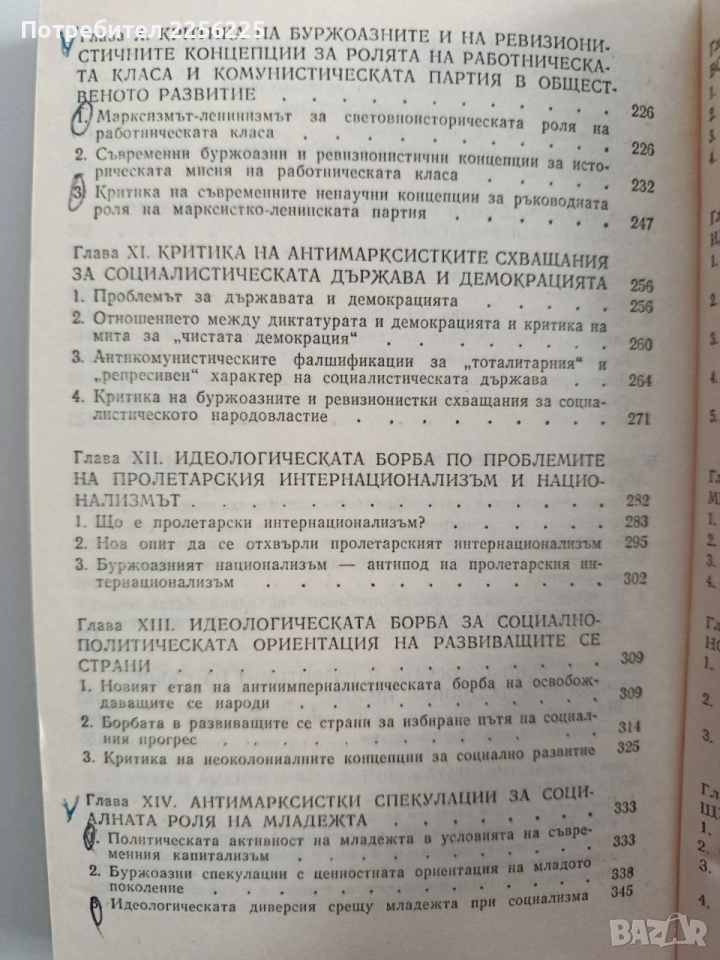 Потребител 2256225
Глава X. КРИТИКА НА БУРЖОАЗНИТЕ И НА РЕВИЗИОНИ-
СТИЧНИТЕ КОНЦЕПЦИИ ЗА РОЛЯТА НА РАБОТНИЧЕСКА-
ТА КЛАСА И КОМУНИСТИЧЕСКАТА ПАРТИЯ В ОБЩЕСТ-
ВЕНОТО РАЗВИТИЕ . . . . . . . . . . 226
1. Марксизмът-ленинизмът за световноисторическата роля на
работническата класа . . . . . . . . . . 226
2. Съвременни буржоазни и ревизионистични концепции за исто-
рическата мисия на работническата класа . . . . 232
3. Критика на съвременните ненаучни концепции за ръководната
роля на марксистко-ленинската партия . . . . . 247
Глава XI. КРИТИКА НА АНТИМАРКСИСТКИТЕ СХВАЩАНИЯ
ЗА СОЦИАЛИСТИЧЕСКАТА ДЪРЖАВА И ДЕМОКРАЦИЯТА 256
1. Проблемът за държавата и демокрацията . . . . . 256
2. Отношението между диктатурата и демокрацията и критика на
мита за „чистата демокрация“ . . . . . . . 260
3. Антикомунистическите фалшификации за „тоталитарния“ и
„репресивен“ характер на социалистическата държава . . . 264
4. Критика на буржоазните и ревизионистки схващания за социа-
листическото народовластие . . . . . . . . 271
Глава XII. ИДЕОЛОГИЧЕСКАТА БОРБА ПО ПРОБЛЕМИТЕ
НА ПРОЛЕТАРСКИЯ ИНТЕРНАЦИОНАЛИЗЪМ И НАЦИО-
НАЛИЗМЪТ . . . . . . . . . . . . 282
1. Що е пролетарски интернационализъм? . . . . . 283
2. Нов опит да се отхвърли пролетарският интернационализъм 295
3. Буржоазният национализъм — антипод на пролетарския ин-
тернационализъм . . . . . . . . . . 302
Глава XIII. ИДЕОЛОГИЧЕСКАТА БОРБА ЗА СОЦИАЛНО-
ПОЛИТИЧЕСКАТА ОРИЕНТАЦИЯ НА РАЗВИВАЩИТЕ СЕ
СТРАНИ . . . . . . . . . . . . . 309
1. Новият етап на антиимпериалистическата борба на освобож-
даващите се народи . . . . . . . . . . 309
2. Борбата в развиващите се страни за избиране пътя на социал-
ния прогрес . . . . . . . . . . . . 314
3. Критика на неоколониалните концепции за социално развитие 325
Глава XIV. АНТИМАРКСИСТКИ СПЕКУЛАЦИИ ЗА СОЦИ-
АЛНАТА РОЛЯ НА МЛАДЕЖТА . . . . . . . 333
1. Политическата активност на младежта в условията на съвре-
менния капитализъм . . . . . . . . . . 333
2. Буржоазни спекулации с ценностната ориентация на младото
поколение . . . . . . . . . . . . 338
3. Идеологическата диверсия срещу младежта при социализма 345
BAZAR